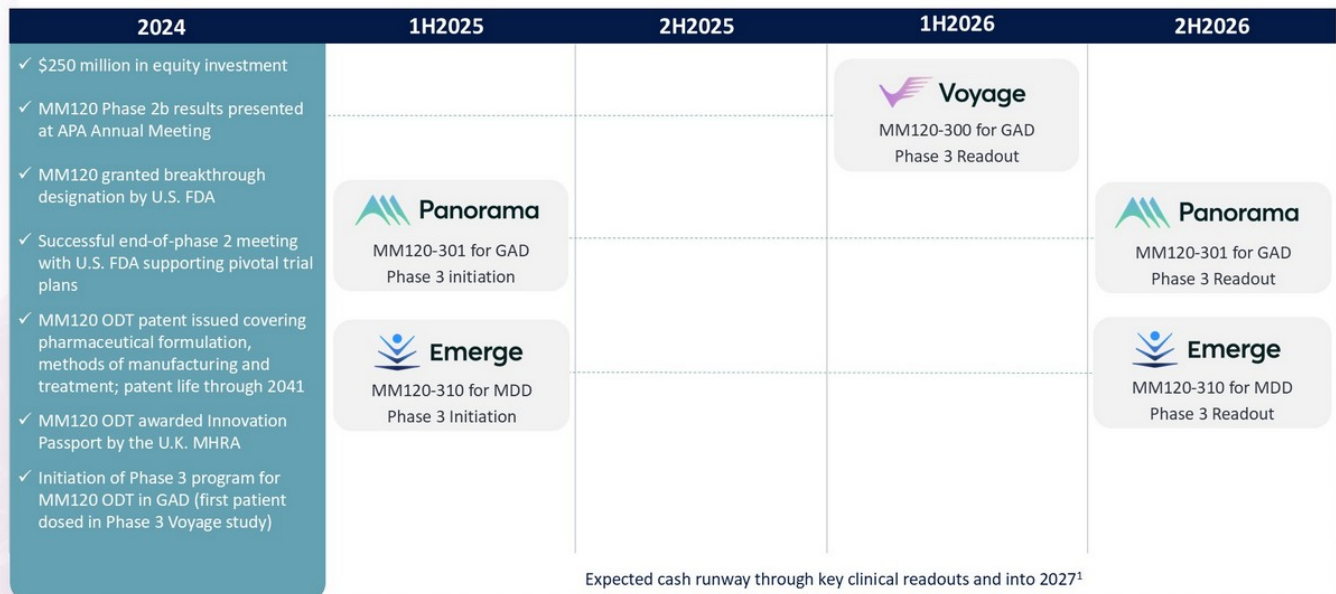 2024
1H2025
2H2025
1H2026
2H2026
✓ $250 million in equity investment
✓ MM120 Phase 2b results presented
at APA Annual Meeting
✓ MM120 granted breakthrough
designation by U.S. FDA
✓ Successful end-of-phase 2 meeting
with U.S. FDA supporting pivotal trial
plans
✓ MM120 ODT patent issued covering
pharmaceutical formulation,
methods of manufacturing and
treatment; patent life through 2041
✓ MM120 ODT awarded Innovation
Passport by the U.K. MHRA
✓ Initiation of Phase 3 program for
MM120 ODT in GAD (first patient
dosed in Phase 3 Voyage study)
Panorama
MM120-301 for GAD
Phase 3 initiation
Emerge
MM120-310 for MDD
Phase 3 Initiation
Voyage
MM120-300 for GAD
Phase 3 Readout
Panorama
MM120-301 for GAD
Phase 3 Readout
Emerge
MM120-310 for MDD
Phase 3 Readout
Expected cash runway through key clinical readouts and into 2027¹